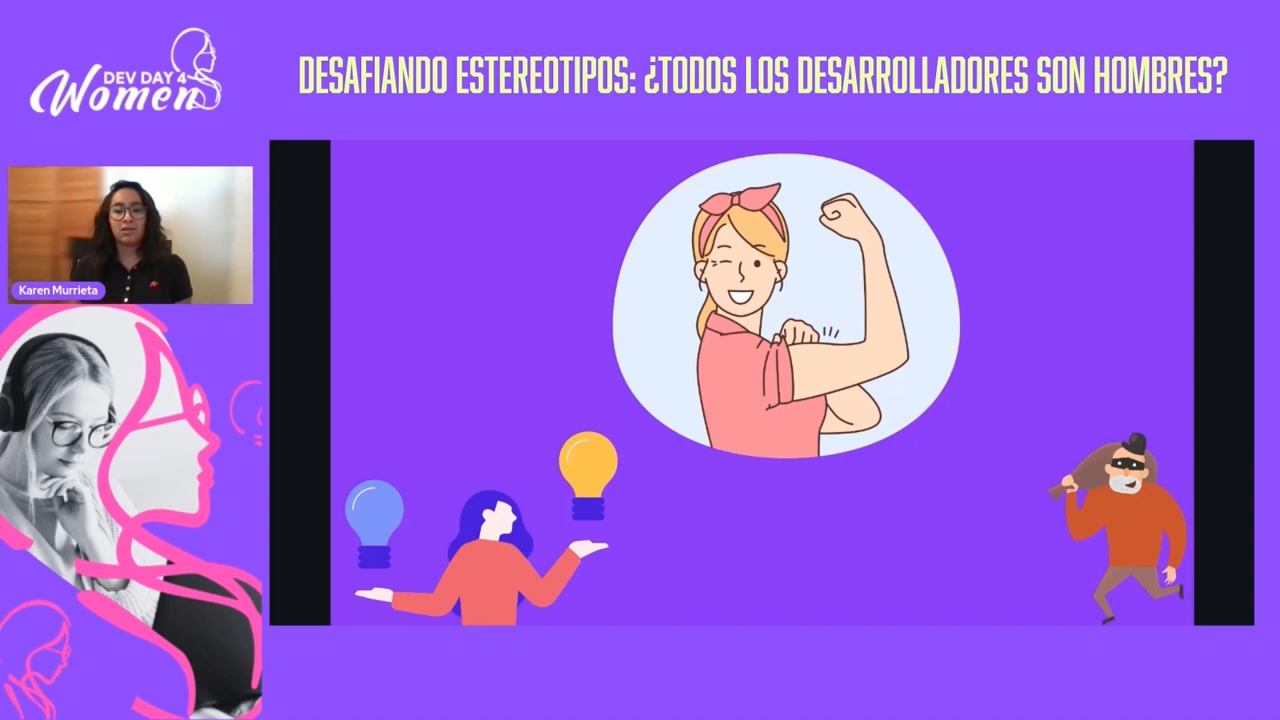 DEV DAY 4
Women
DESAFIANDO ESTEREOTIPOS: ¿TODOS LOS DESARROLLADORES SON HOMBRES?
Karen Murrieta